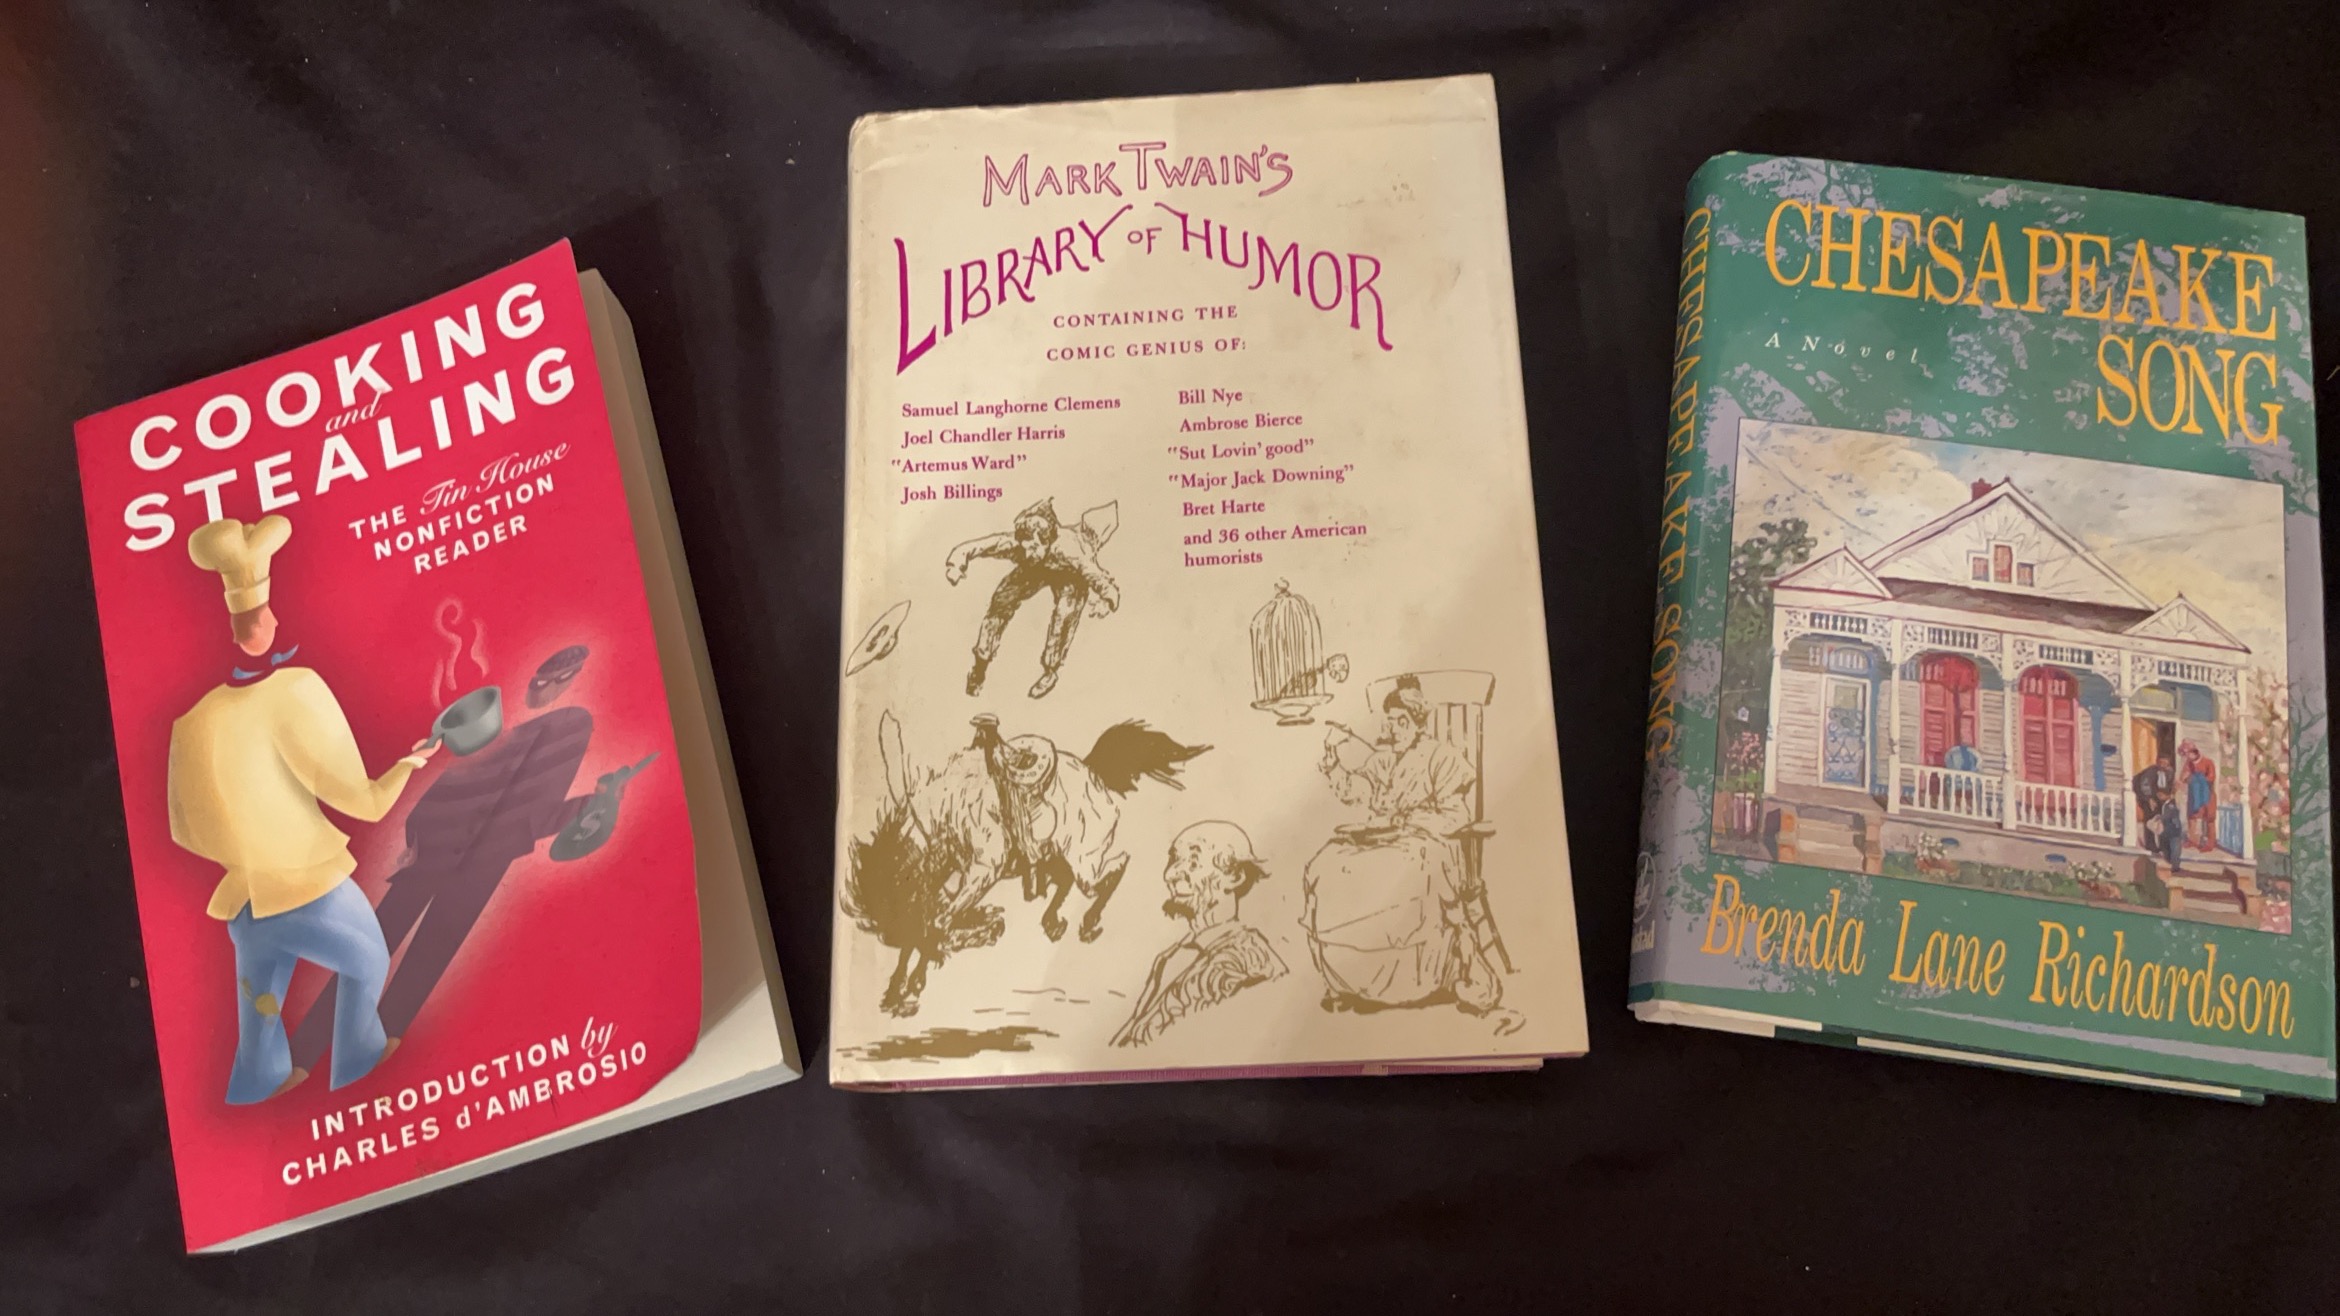 COOKING
and
STEALING
THE Tin House
NONFICTION
READER
S
INTRODUCTION by
CHARLES d'AMBROSIO
MARK TWAIN'S
LIBRARY OF HUMOR
CONTAINING THE
COMIC GENIUS OF:
Samuel Langhorne Clemens
Joel Chandler Harris
"Artemus Ward"
Josh Billings
Bill Nye
Ambrose Bierce
"Sut Lovin' good"
"Major Jack Downing"
Bret Harte
and 36 other American
humorists
CHESAPEAKE SONG
CHESAPEAKE
SONG
A Novel
Brenda Lane Richardson